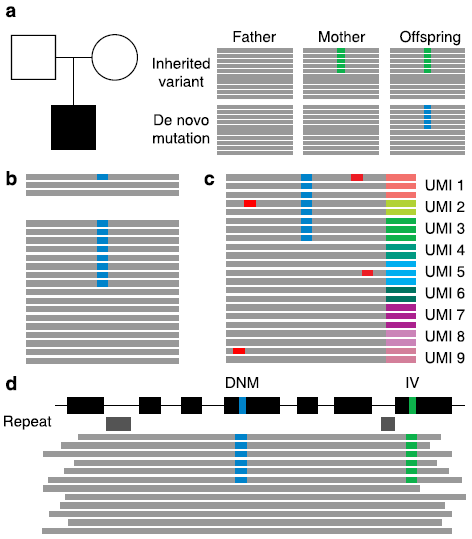 a
Father Mother Offspring
Inherited
variant
De novo
mutation
b
c
UMI 1
UMI 2
UMI 3
UMI 4
UMI 5
UMI 6
UMI 7
UMI 8
UMI 9
d
DNM IV
Repeat